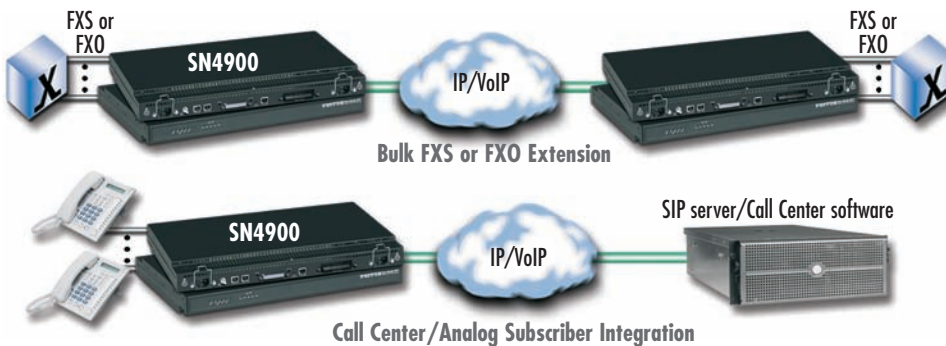 FXS or
FXO
SN4900
IP/VoIP
FXS or
FXO
X
X
Bulk FXS or FXO Extension
SN4900
IP/VoIP
SIP server/Call Center software
Call Center/Analog Subscriber Integration